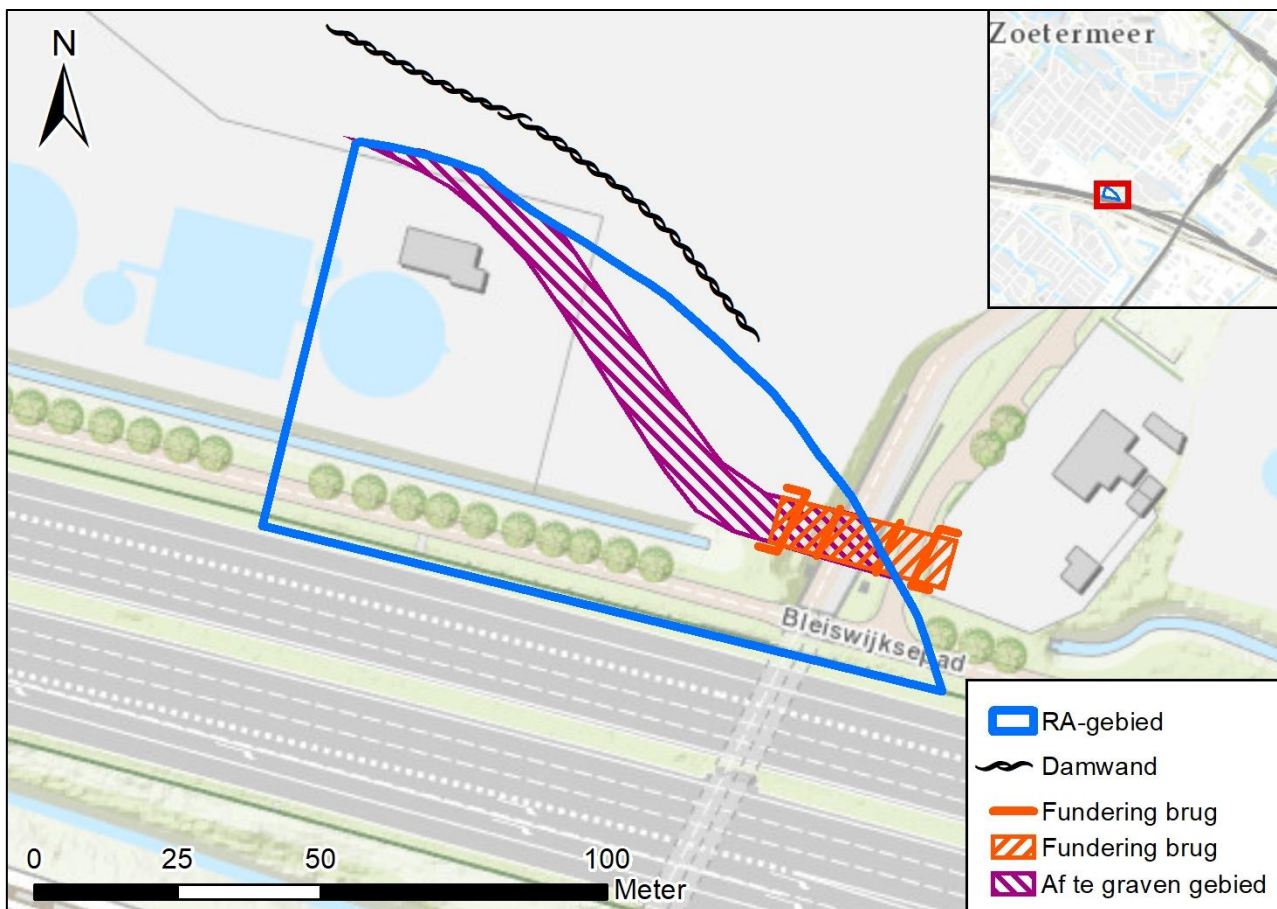 N
Zoetermeer
Bleiswijksepad
RA-gebied
Damwand
Fundering brug
Fundering brug
Af te graven gebied
0 25 50 100
Meter